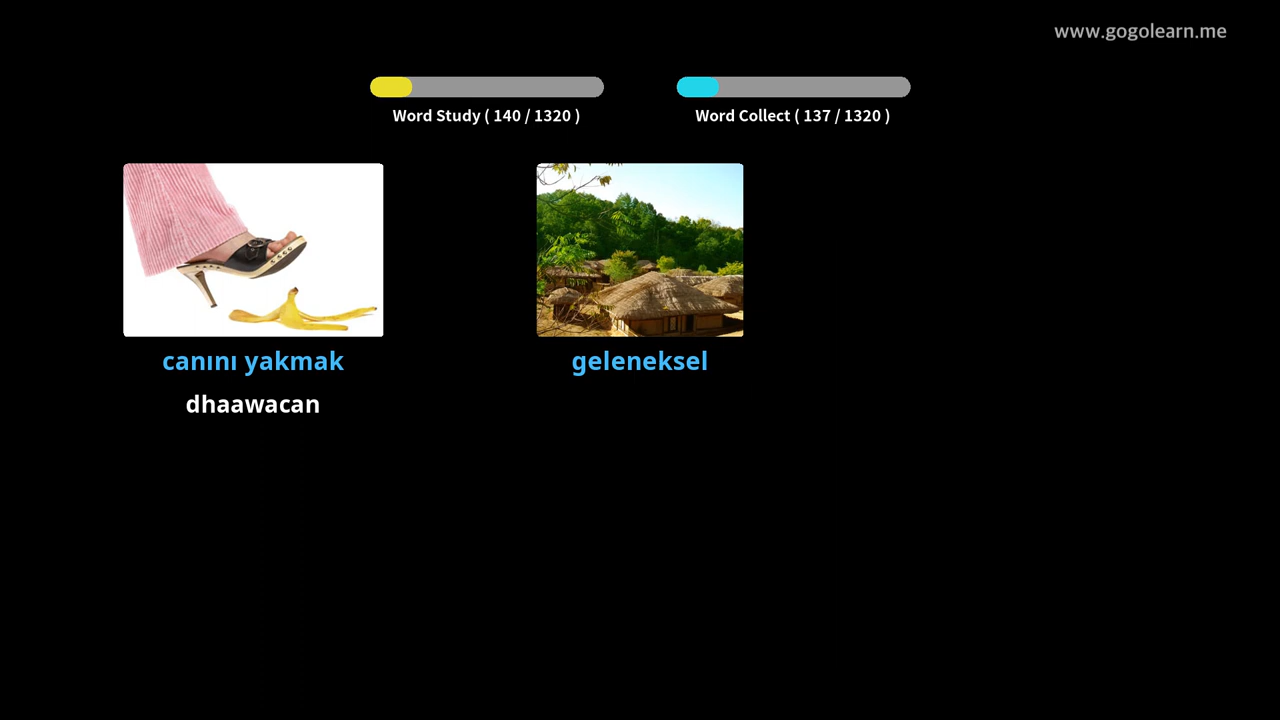 www.gogolearn.me
Word Study ( 140 / 1320 )
Word Collect ( 137 / 1320 )
canını yakmak
dhaawacan
geleneksel